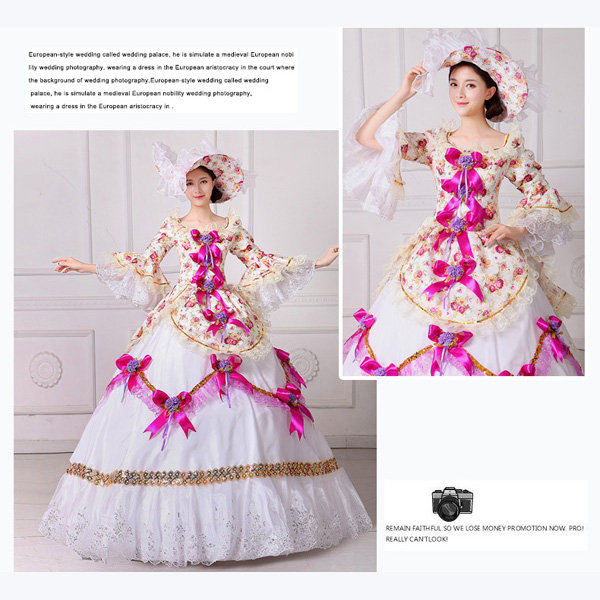 European-style wedding called wedding palace, he is simulate a medieval European nobi
lity wedding photography, wearing a dress in the European aristocracy in the court where
the background of wedding photography,European-style wedding called wedding
palace, he is simulate a medieval European nobility wedding photography,
wearing a dress in the European aristocracy in .
REMAIN FAITHFUL SO WE LOSE MONEY PROMOTION NOW. PRO!
REALLY CAN'TLOOK!